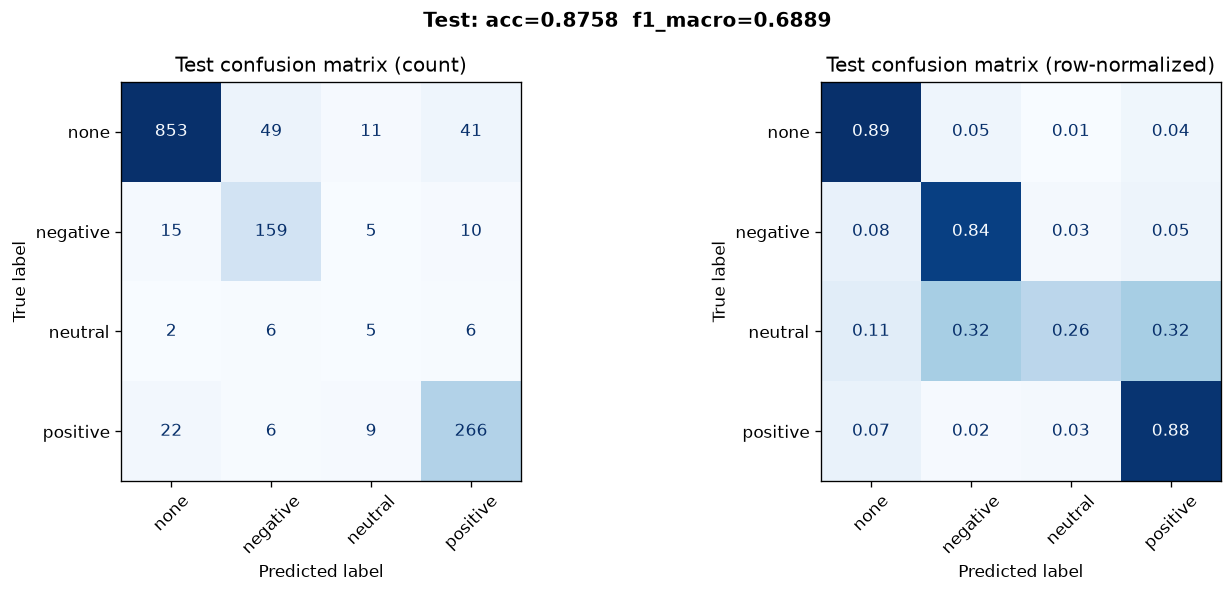 Test: acc=0.8758  f1_macro=0.6889
Test confusion matrix (count)
True label
none 853 49 11 41
negative 15 159 5 10
neutral 2 6 5 6
positive 22 6 9 266
none negative neutral positive
Predicted label
Test confusion matrix (row-normalized)
True label
none 0.89 0.05 0.01 0.04
negative 0.08 0.84 0.03 0.05
neutral 0.11 0.32 0.26 0.32
positive 0.07 0.02 0.03 0.88
none negative neutral positive
Predicted label